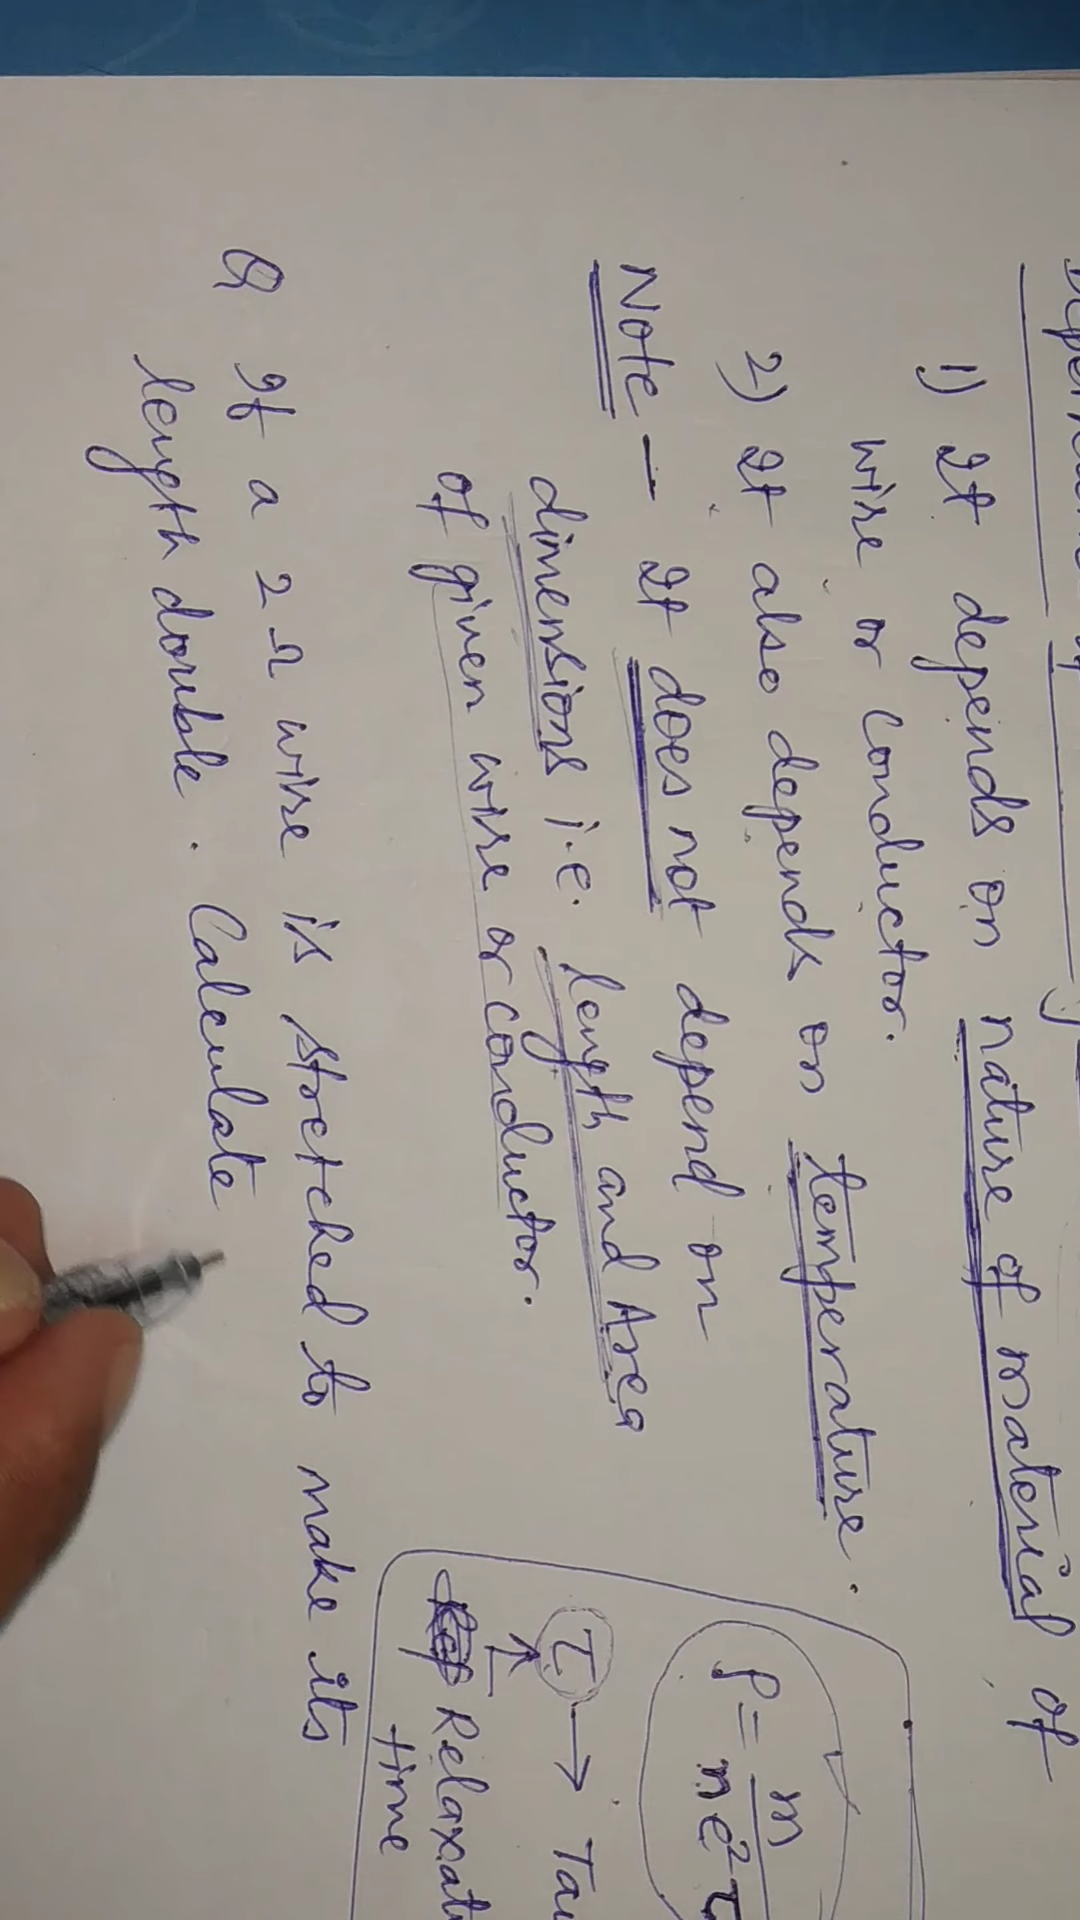 1) It depends on nature of material of
wire or conductor.
2) It also depends on temperature.
Note - It does not depend on
dimensions i.e. length and Area
of given wire or conductor.
ρ = m
ne²τ
τ → Tau
Relaxati
time
Q If a 2 Ω wire is stretched to make its
length double. Calculate